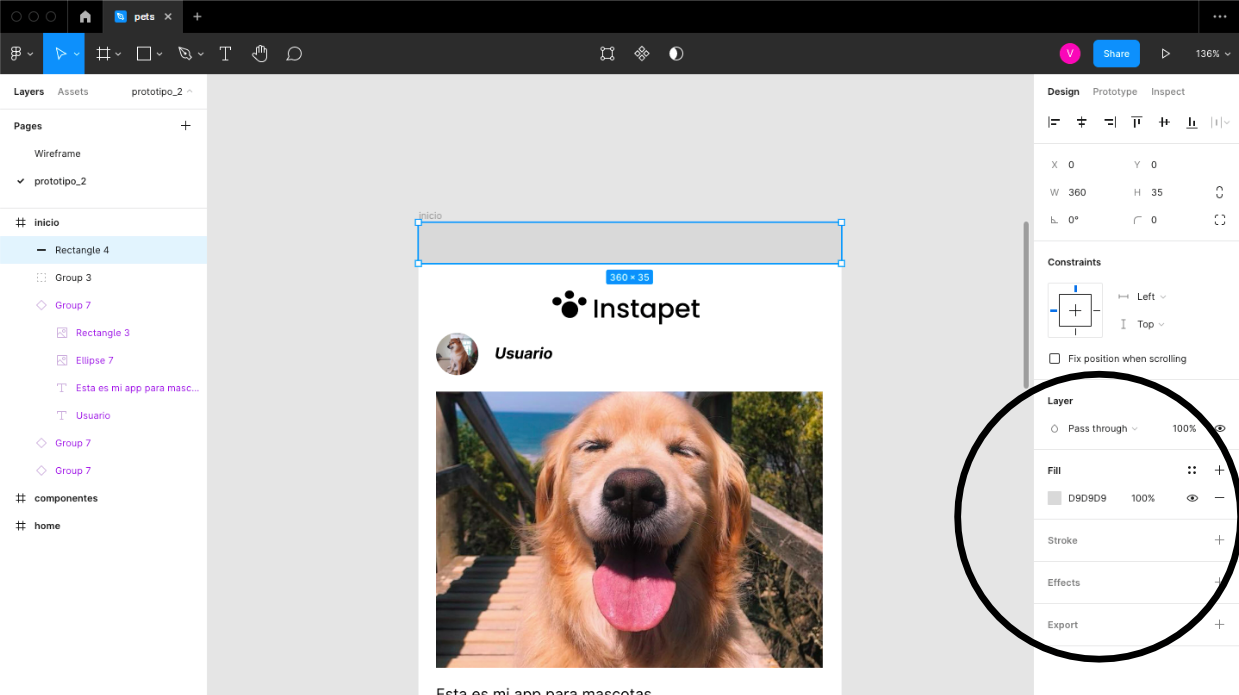 pets
V
Share
136%
Layers
Assets
prototipo_2
Pages
Wireframe
prototipo_2
inicio
Rectangle 4
Group 3
Group 7
Rectangle 3
Ellipse 7
Esta es mi app para masc...
Usuario
Group 7
Group 7
componentes
home
inicio
360 × 35
Instapet
Usuario
Esta es mi app para mascotas
Design
Prototype
Inspect
X 0
Y 0
W 360
H 35
0°
0
Constraints
Left
Top
Fix position when scrolling
Layer
Pass through
100%
Fill
D9D9D9
100%
Stroke
Effects
Export